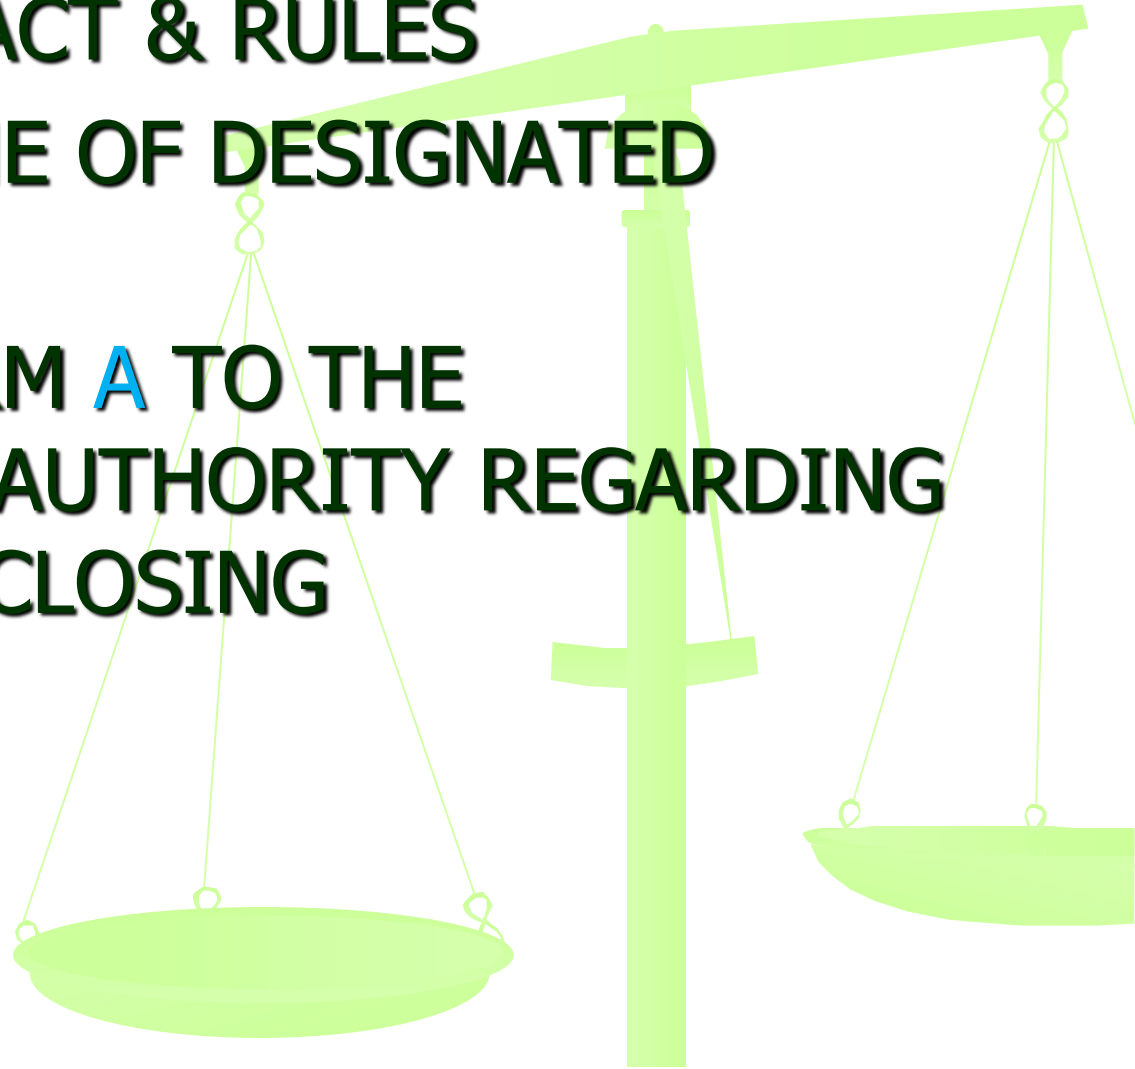 ACT & RULES
E OF DESIGNATED
M A TO THE
AUTHORITY REGARDING
CLOSING